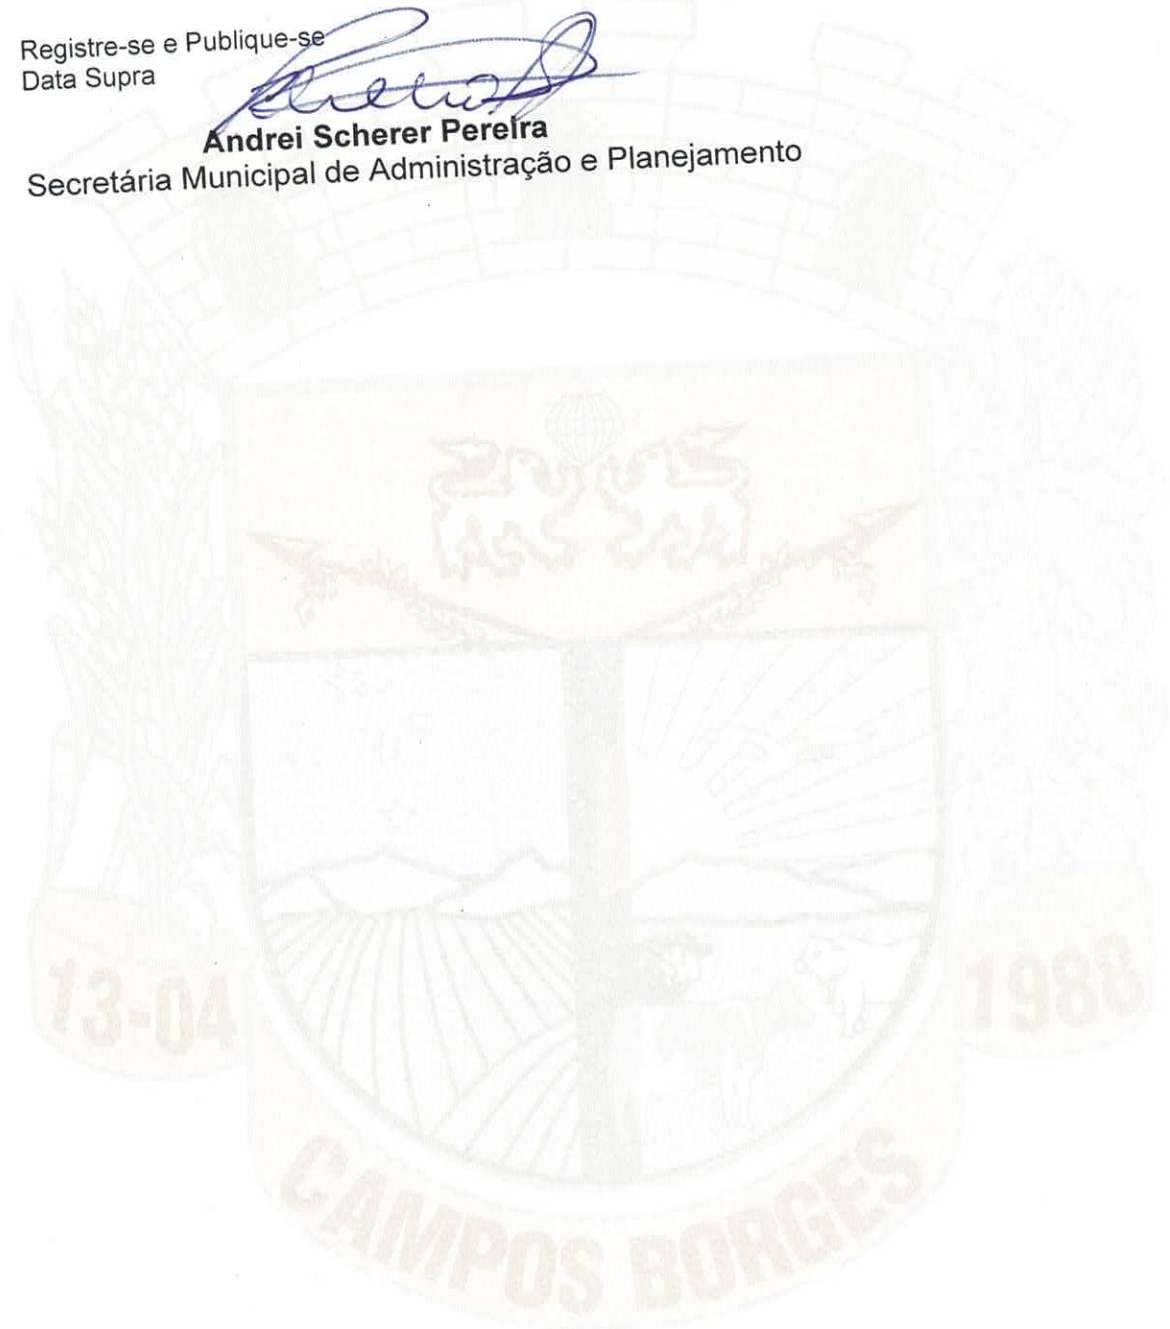 Registre-se e Publique-se
Data Supra
Andrei Scherer Pereira
Secretária Municipal de Administração e Planejamento
13-04
1988
CAMPOS BORGES